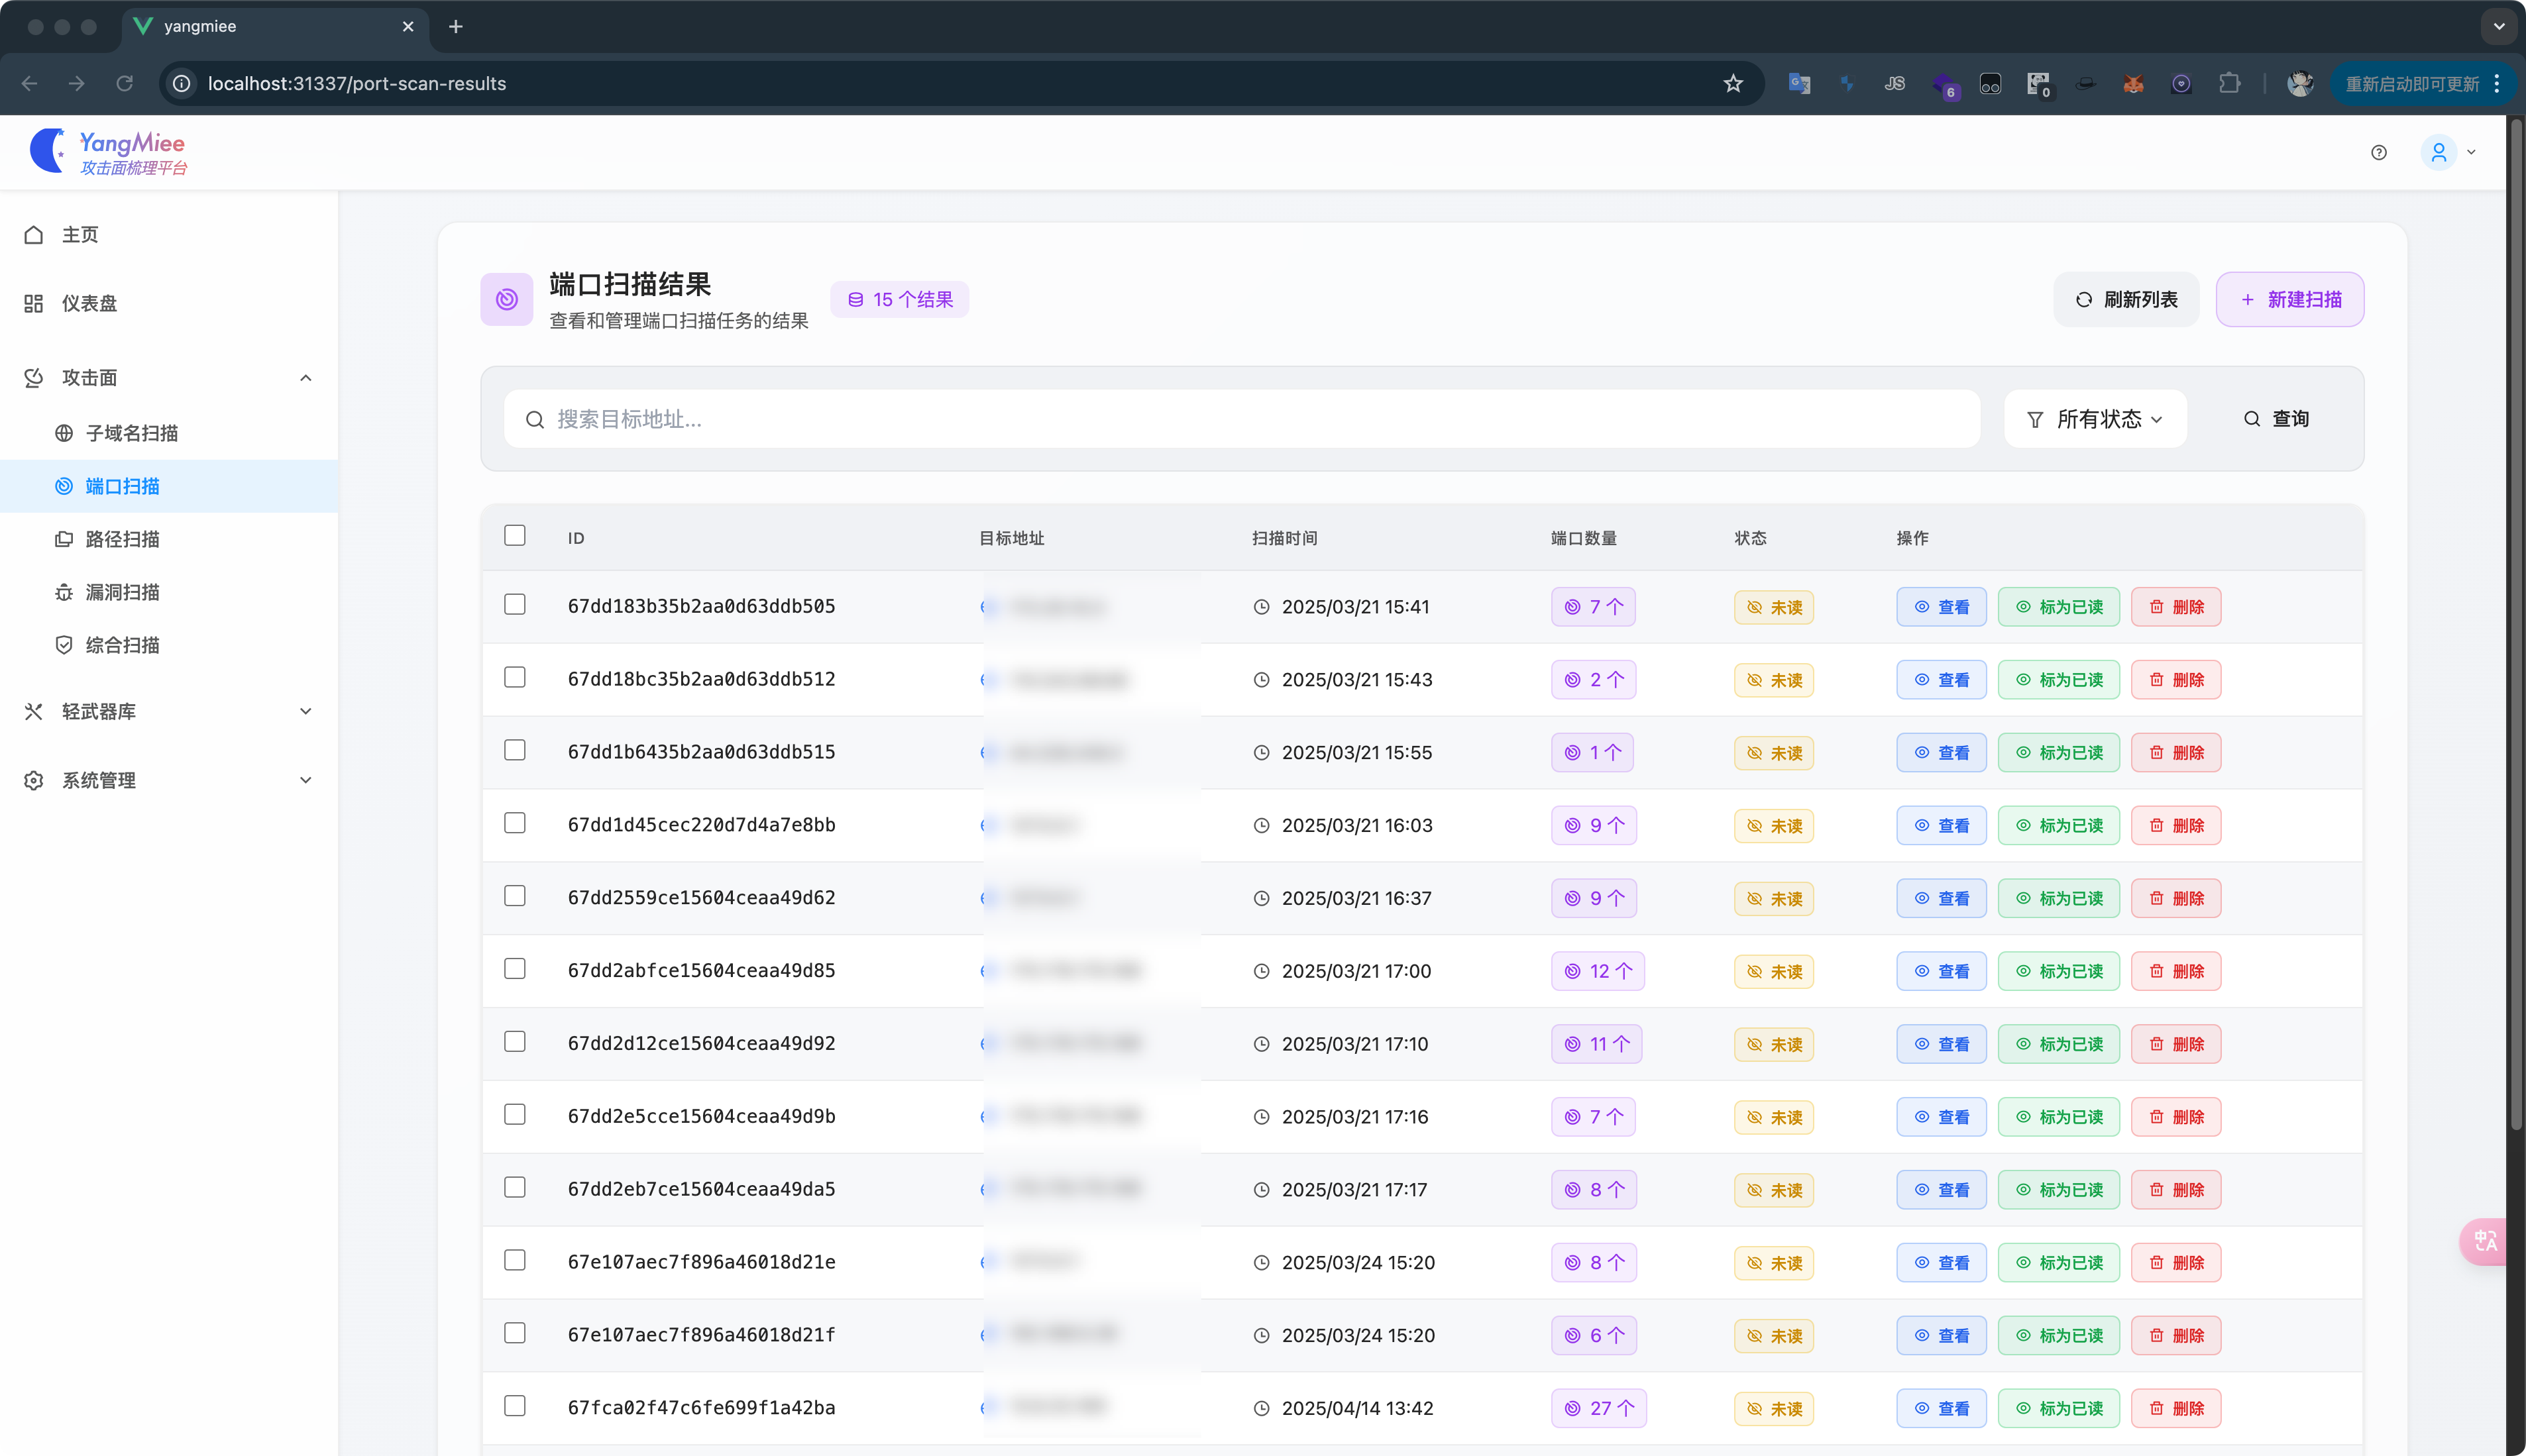 yangmiee
localhost:31337/port-scan-results
JS
6
0
重新启动即可更新
YangMiee
攻击面梳理平台
主页
仪表盘
攻击面
子域名扫描
端口扫描
路径扫描
漏洞扫描
综合扫描
轻武器库
系统管理
端口扫描结果
查看和管理端口扫描任务的结果
15 个结果
刷新列表
新建扫描
搜索目标地址...
所有状态
查询
ID 目标地址 扫描时间 端口数量 状态 操作
67dd183b35b2aa0d63ddb505 2025/03/21 15:41 7 个 未读 查看 标为已读 删除
67dd18bc35b2aa0d63ddb512 2025/03/21 15:43 2 个 未读 查看 标为已读 删除
67dd1b6435b2aa0d63ddb515 2025/03/21 15:55 1 个 未读 查看 标为已读 删除
67dd1d45cec220d7d4a7e8bb 2025/03/21 16:03 9 个 未读 查看 标为已读 删除
67dd2559ce15604ceaa49d62 2025/03/21 16:37 9 个 未读 查看 标为已读 删除
67dd2abfce15604ceaa49d85 2025/03/21 17:00 12 个 未读 查看 标为已读 删除
67dd2d12ce15604ceaa49d92 2025/03/21 17:10 11 个 未读 查看 标为已读 删除
67dd2e5cce15604ceaa49d9b 2025/03/21 17:16 7 个 未读 查看 标为已读 删除
67dd2eb7ce15604ceaa49da5 2025/03/21 17:17 8 个 未读 查看 标为已读 删除
67e107aec7f896a46018d21e 2025/03/24 15:20 8 个 未读 查看 标为已读 删除
67e107aec7f896a46018d21f 2025/03/24 15:20 6 个 未读 查看 标为已读 删除
67fca02f47c6fe699f1a42ba 2025/04/14 13:42 27 个 未读 查看 标为已读 删除